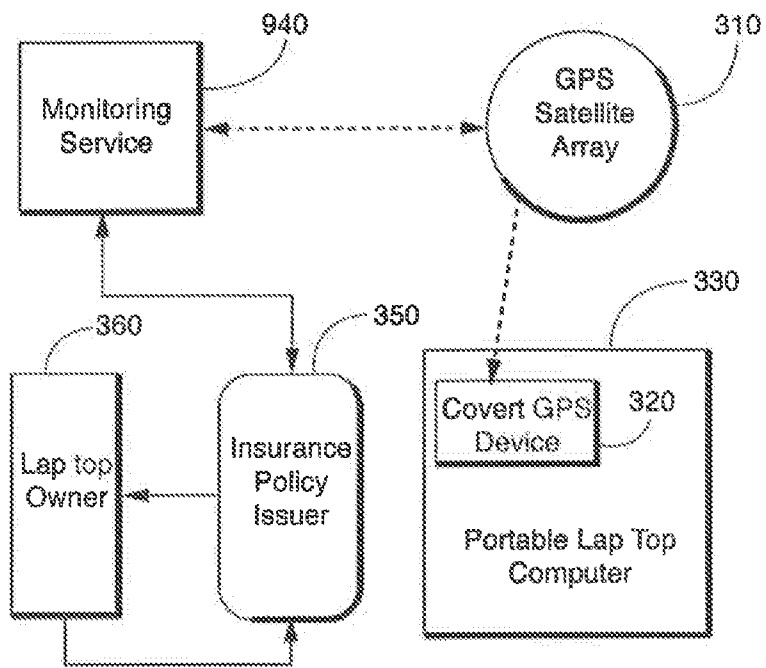 940
310
Monitoring
Service
GPS
Satellite
Array
330
360
350
Covert GPS
Device
320
Lap top
Owner
Insurance
Policy
Issuer
Portable Lap Top
Computer